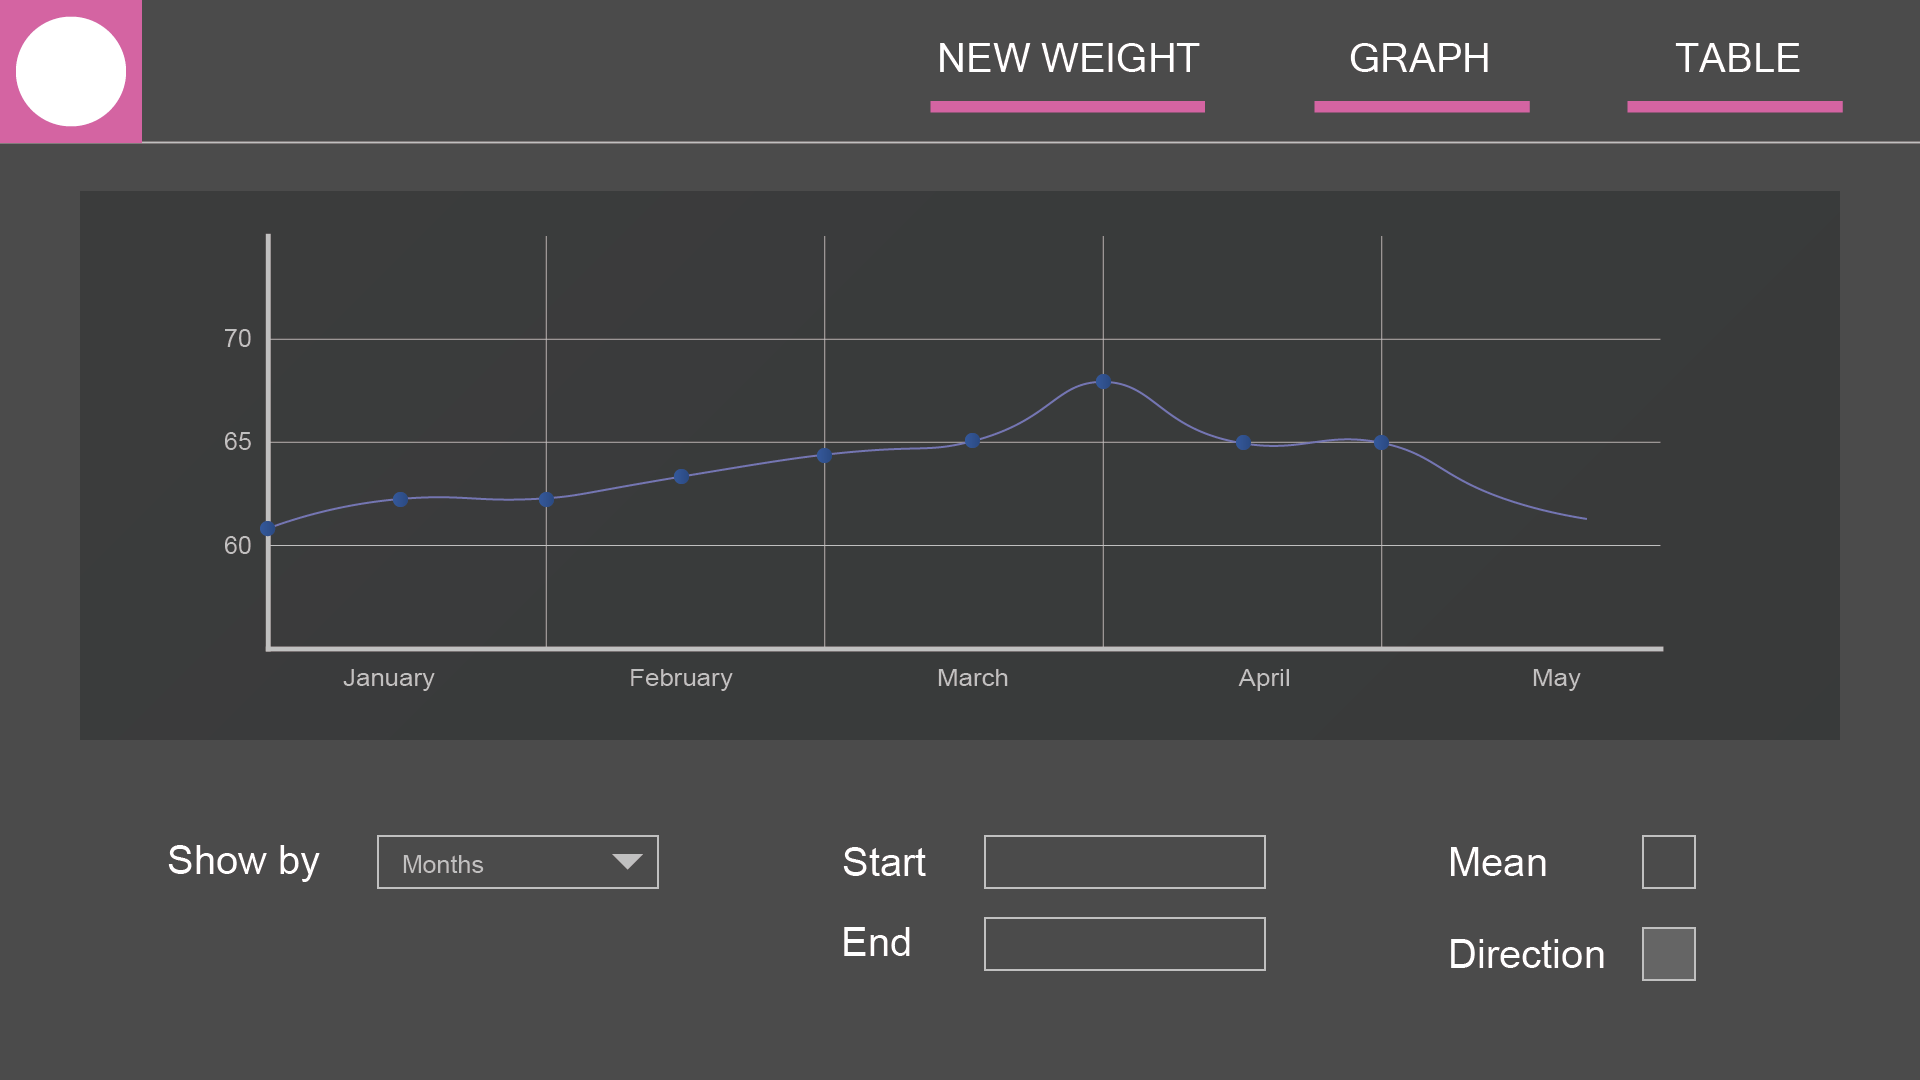 NEW WEIGHT
GRAPH
TABLE
70
65
60
January
February
March
April
May
Show by
Months
Start
End
Mean
Direction